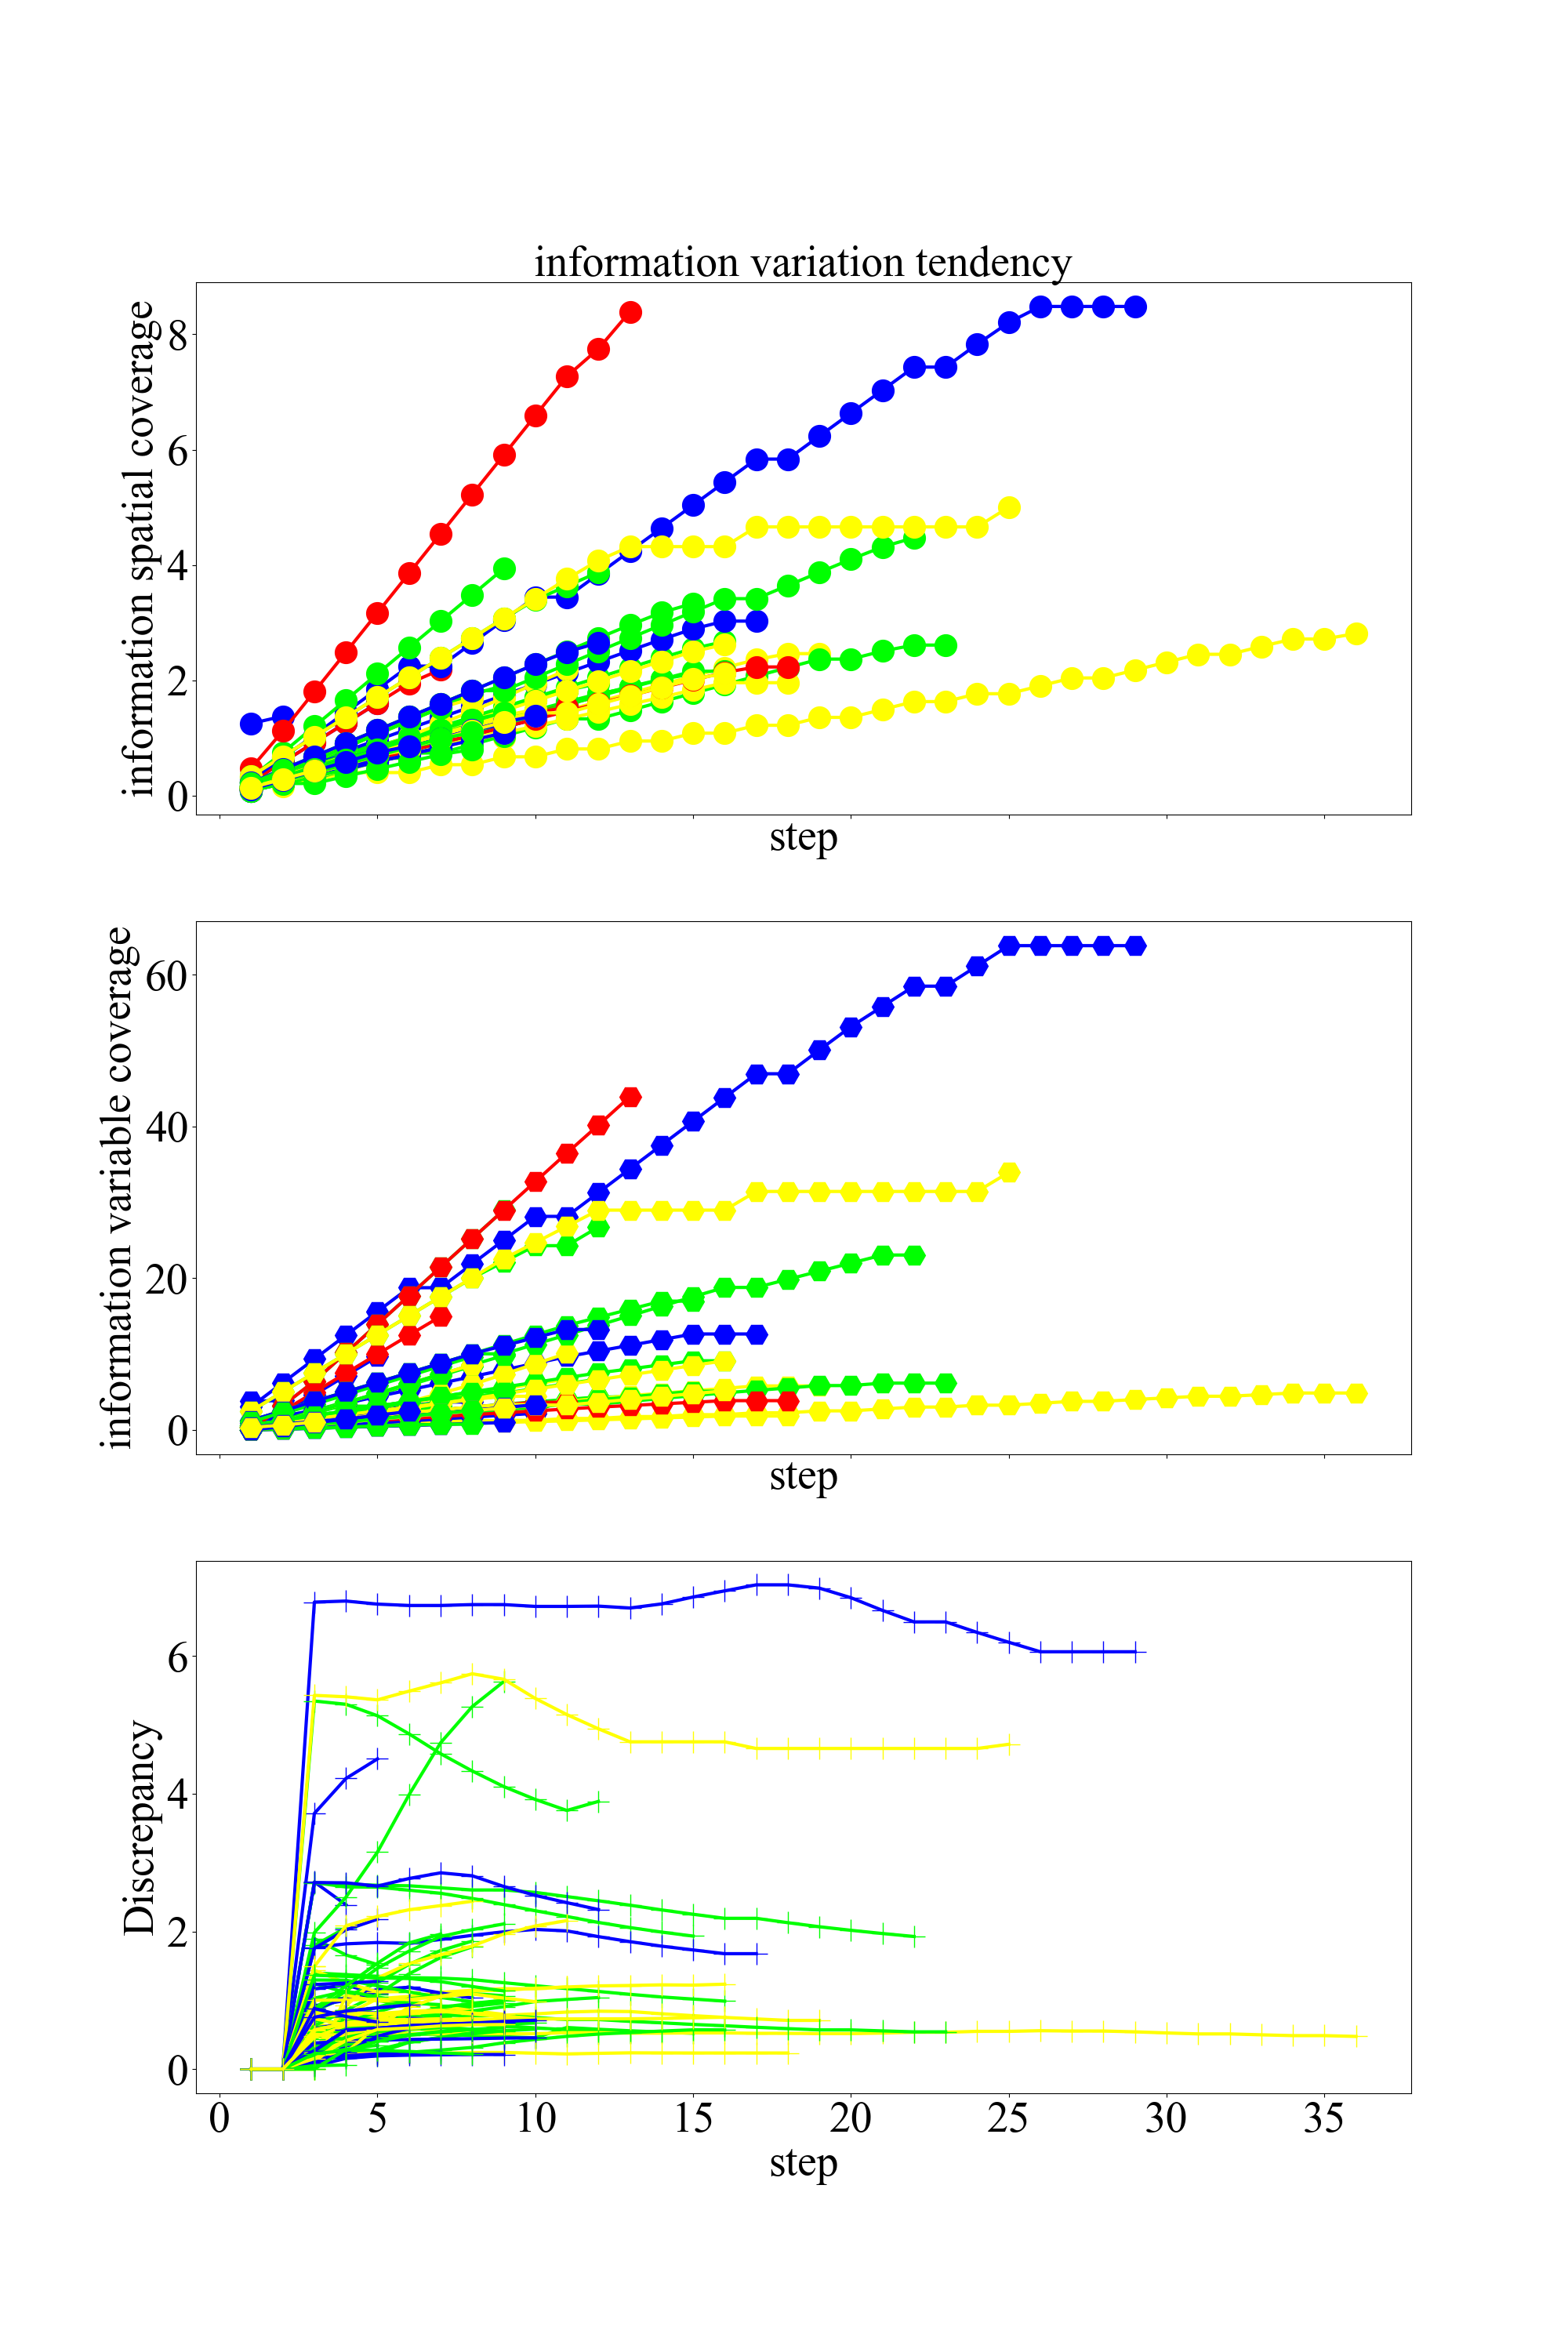 information variation tendency
information spatial coverage
8
6
4
2
0
step
information variable coverage
60
40
20
0
step
Discrepancy
6
4
2
0
0 5 10 15 20 25 30 35
step